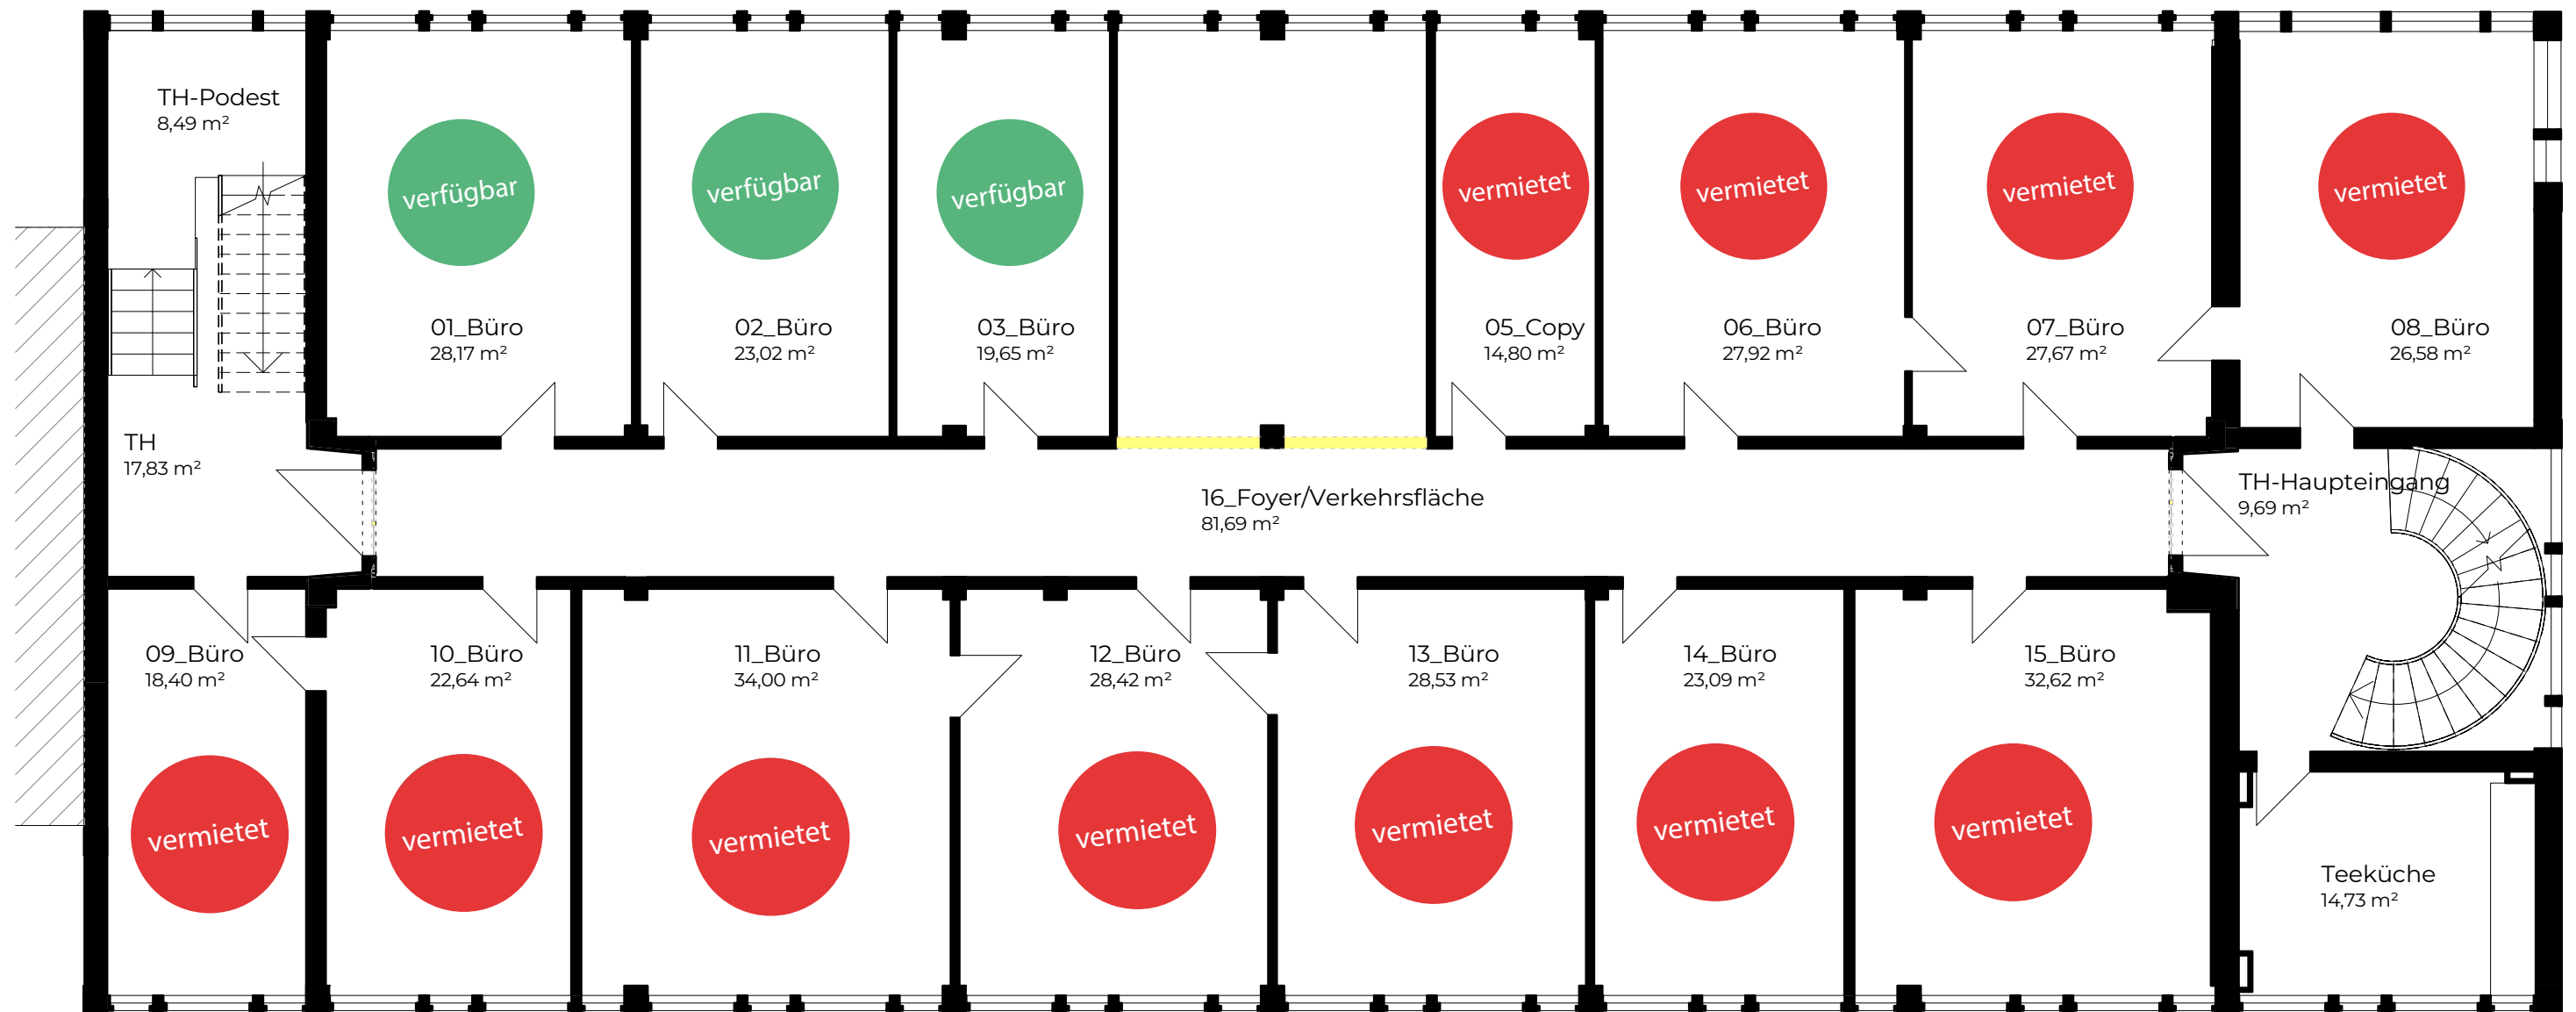 TH-Podest
8,49 m²
verfügbar
verfügbar
verfügbar
vermietet
vermietet
vermietet
vermietet
01_Büro
28,17 m²
02_Büro
23,02 m²
03_Büro
19,65 m²
05_Copy
14,80 m²
06_Büro
27,92 m²
07_Büro
27,67 m²
08_Büro
26,58 m²
TH
17,83 m²
16_Foyer/Verkehrsfläche
81,69 m²
TH-Haupteingang
9,69 m²
09_Büro
18,40 m²
10_Büro
22,64 m²
11_Büro
34,00 m²
12_Büro
28,42 m²
13_Büro
28,53 m²
14_Büro
23,09 m²
15_Büro
32,62 m²
vermietet
vermietet
vermietet
vermietet
vermietet
vermietet
vermietet
Teeküche
14,73 m²